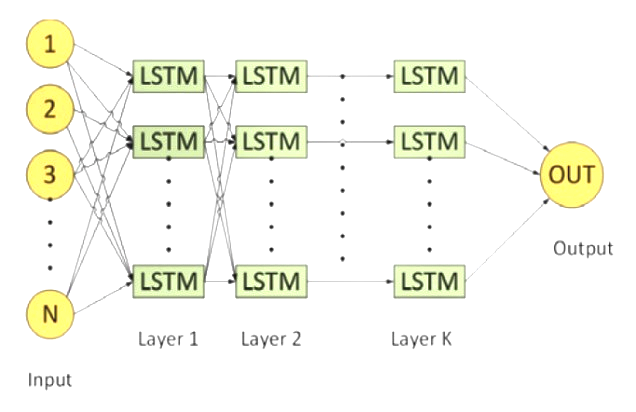 1
LSTM LSTM LSTM
2
LSTM LSTM LSTM
3
OUT
Output
N
LSTM LSTM LSTM
Layer 1 Layer 2 Layer K
Input